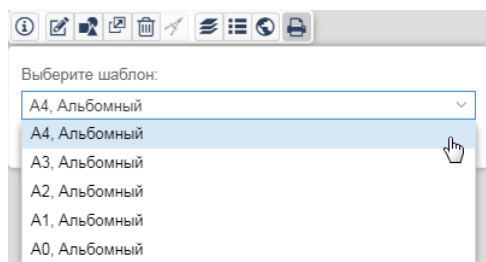 Выберите шаблон:
А4, Альбомный
А4, Альбомный
А3, Альбомный
А2, Альбомный
А1, Альбомный
А0, Альбомный